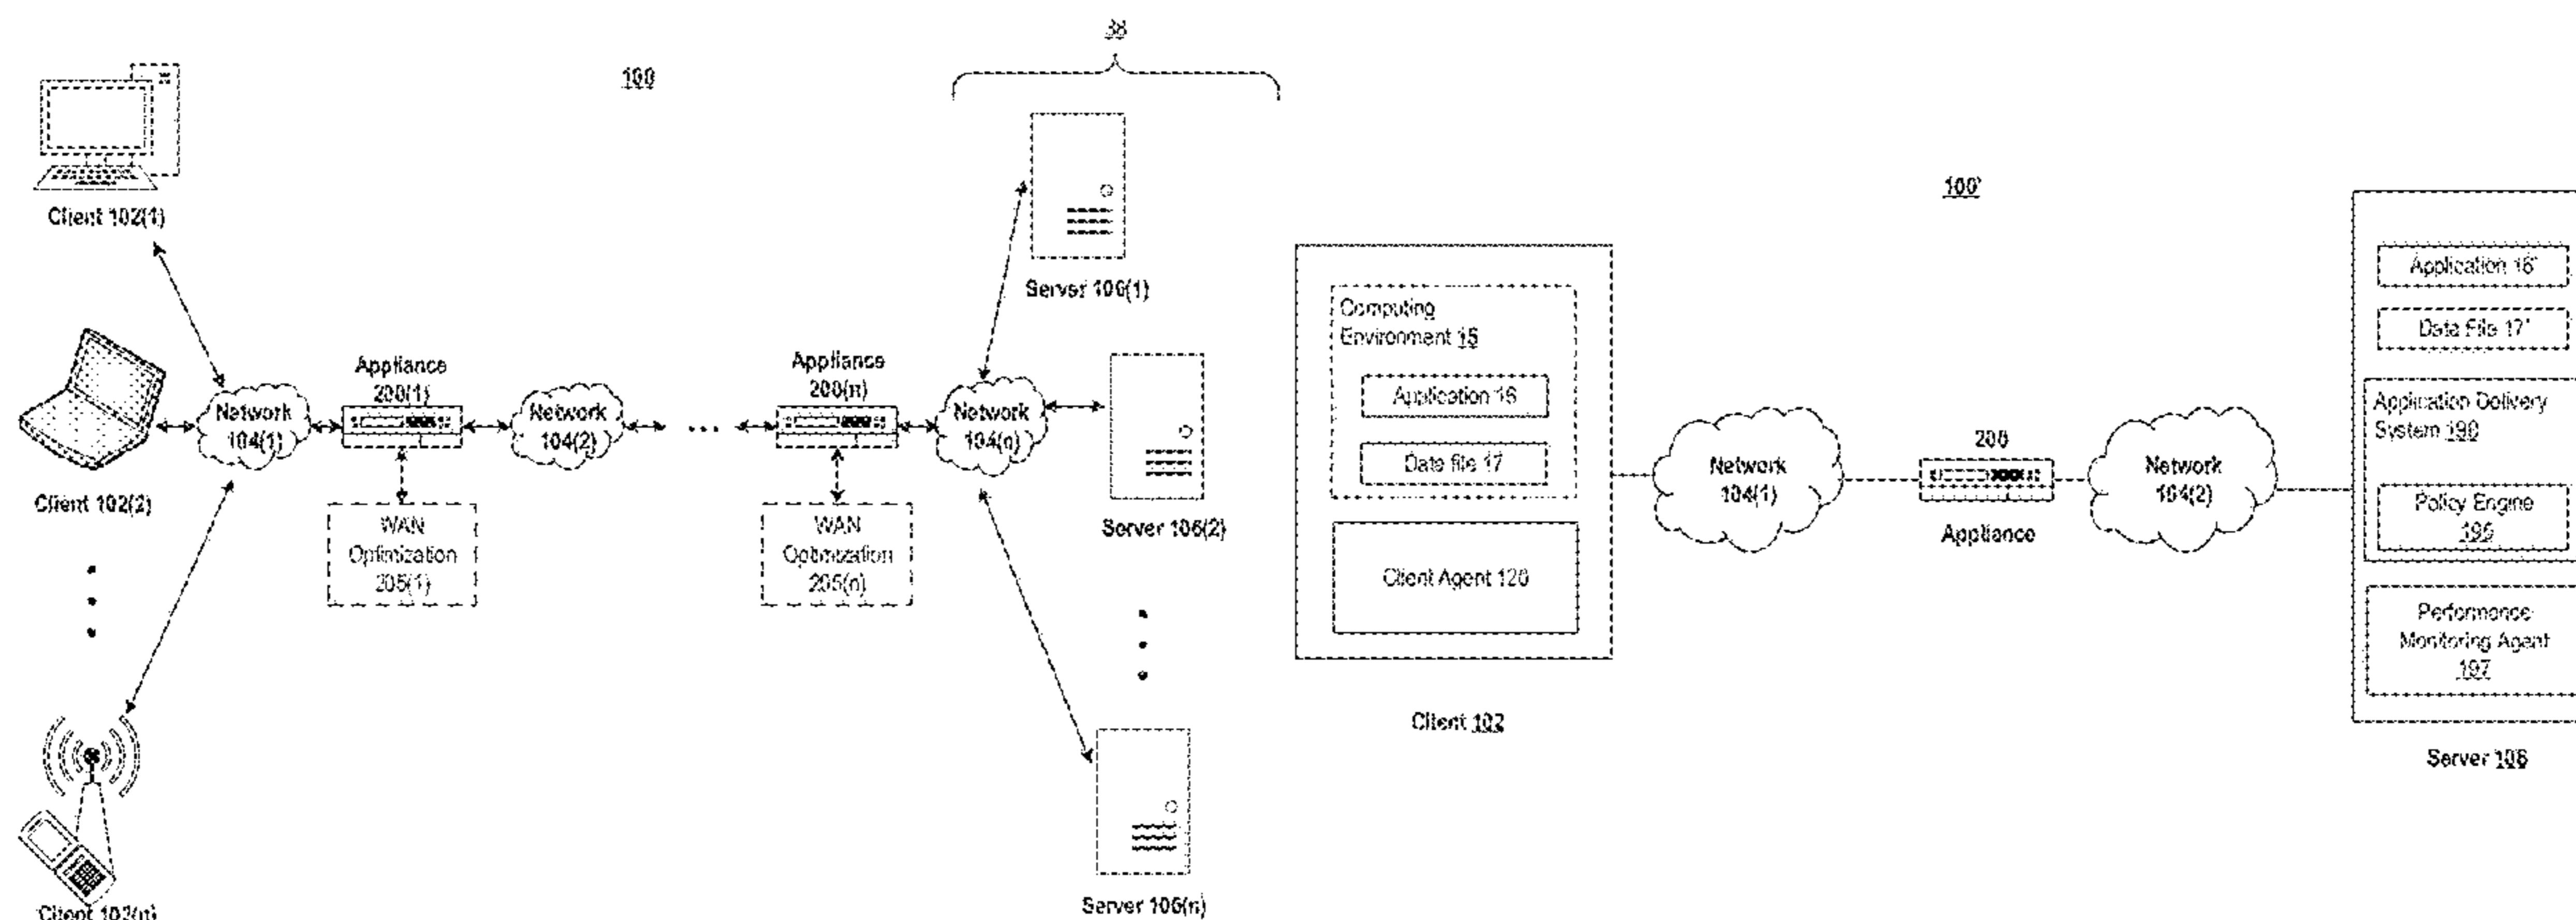 38
100
Client 102(1)
Server 106(1)
Appliance
200(1)
Network
104(1)
Network
104(2)
...
Appliance
200(n)
Network
104(n)
Client 102(2)
WAN
Optimization
205(1)
WAN
Optimization
205(n)
Server 106(2)
Client 102(n)
Server 106(n)
100'
Computing
Environment 15
Application 16
Data file 17
Client Agent 120
Client 102
Network
104(1)
200
Appliance
Network
104(2)
Application 16'
Data File 17'
Application Delivery
System 190
Policy Engine
195
Performance
Monitoring Agent
197
Server 106